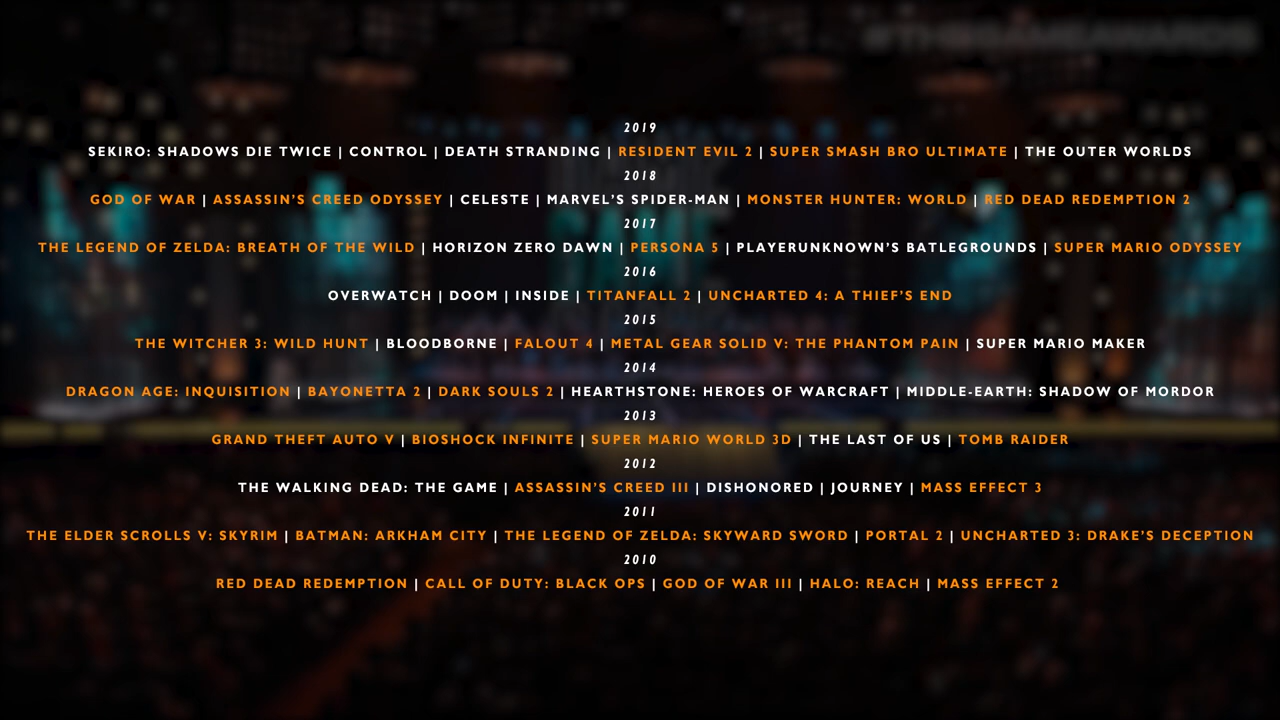 #THEGAMEAWARDS
2019
SEKIRO: SHADOWS DIE TWICE | CONTROL | DEATH STRANDING | RESIDENT EVIL 2 | SUPER SMASH BRO ULTIMATE | THE OUTER WORLDS
2018
GOD OF WAR | ASSASSIN'S CREED ODYSSEY | CELESTE | MARVEL'S SPIDER-MAN | MONSTER HUNTER: WORLD | RED DEAD REDEMPTION 2
2017
THE LEGEND OF ZELDA: BREATH OF THE WILD | HORIZON ZERO DAWN | PERSONA 5 | PLAYERUNKNOWN'S BATLEGROUNDS | SUPER MARIO ODYSSEY
2016
OVERWATCH | DOOM | INSIDE | TITANFALL 2 | UNCHARTED 4: A THIEF'S END
2015
THE WITCHER 3: WILD HUNT | BLOODBORNE | FALOUT 4 | METAL GEAR SOLID V: THE PHANTOM PAIN | SUPER MARIO MAKER
2014
DRAGON AGE: INQUISITION | BAYONETTA 2 | DARK SOULS 2 | HEARTHSTONE: HEROES OF WARCRAFT | MIDDLE-EARTH: SHADOW OF MORDOR
2013
GRAND THEFT AUTO V | BIOSHOCK INFINITE | SUPER MARIO WORLD 3D | THE LAST OF US | TOMB RAIDER
2012
THE WALKING DEAD: THE GAME | ASSASSIN'S CREED III | DISHONORED | JOURNEY | MASS EFFECT 3
2011
THE ELDER SCROLLS V: SKYRIM | BATMAN: ARKHAM CITY | THE LEGEND OF ZELDA: SKYWARD SWORD | PORTAL 2 | UNCHARTED 3: DRAKE'S DECEPTION
2010
RED DEAD REDEMPTION | CALL OF DUTY: BLACK OPS | GOD OF WAR III | HALO: REACH | MASS EFFECT 2